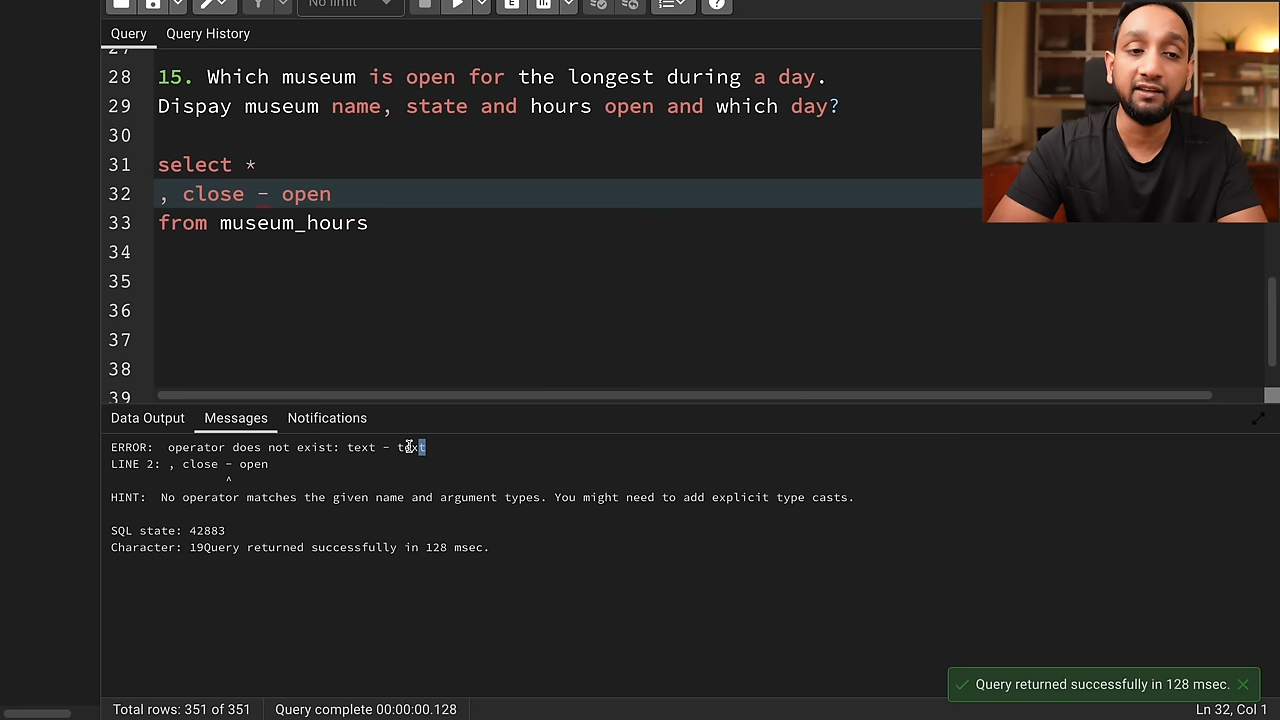 No limit
E
Query Query History
27
28 15. Which museum is open for the longest during a day.
29 Dispay museum name, state and hours open and which day?
30
31 select *
32 , close - open
33 from museum_hours
34
35
36
37
38
39
Data Output Messages Notifications
ERROR: operator does not exist: text - text
LINE 2: , close - open
^
HINT: No operator matches the given name and argument types. You might need to add explicit type casts.
SQL state: 42883
Character: 19Query returned successfully in 128 msec.
Query returned successfully in 128 msec.
Total rows: 351 of 351 Query complete 00:00:00.128 Ln 32, Col 1